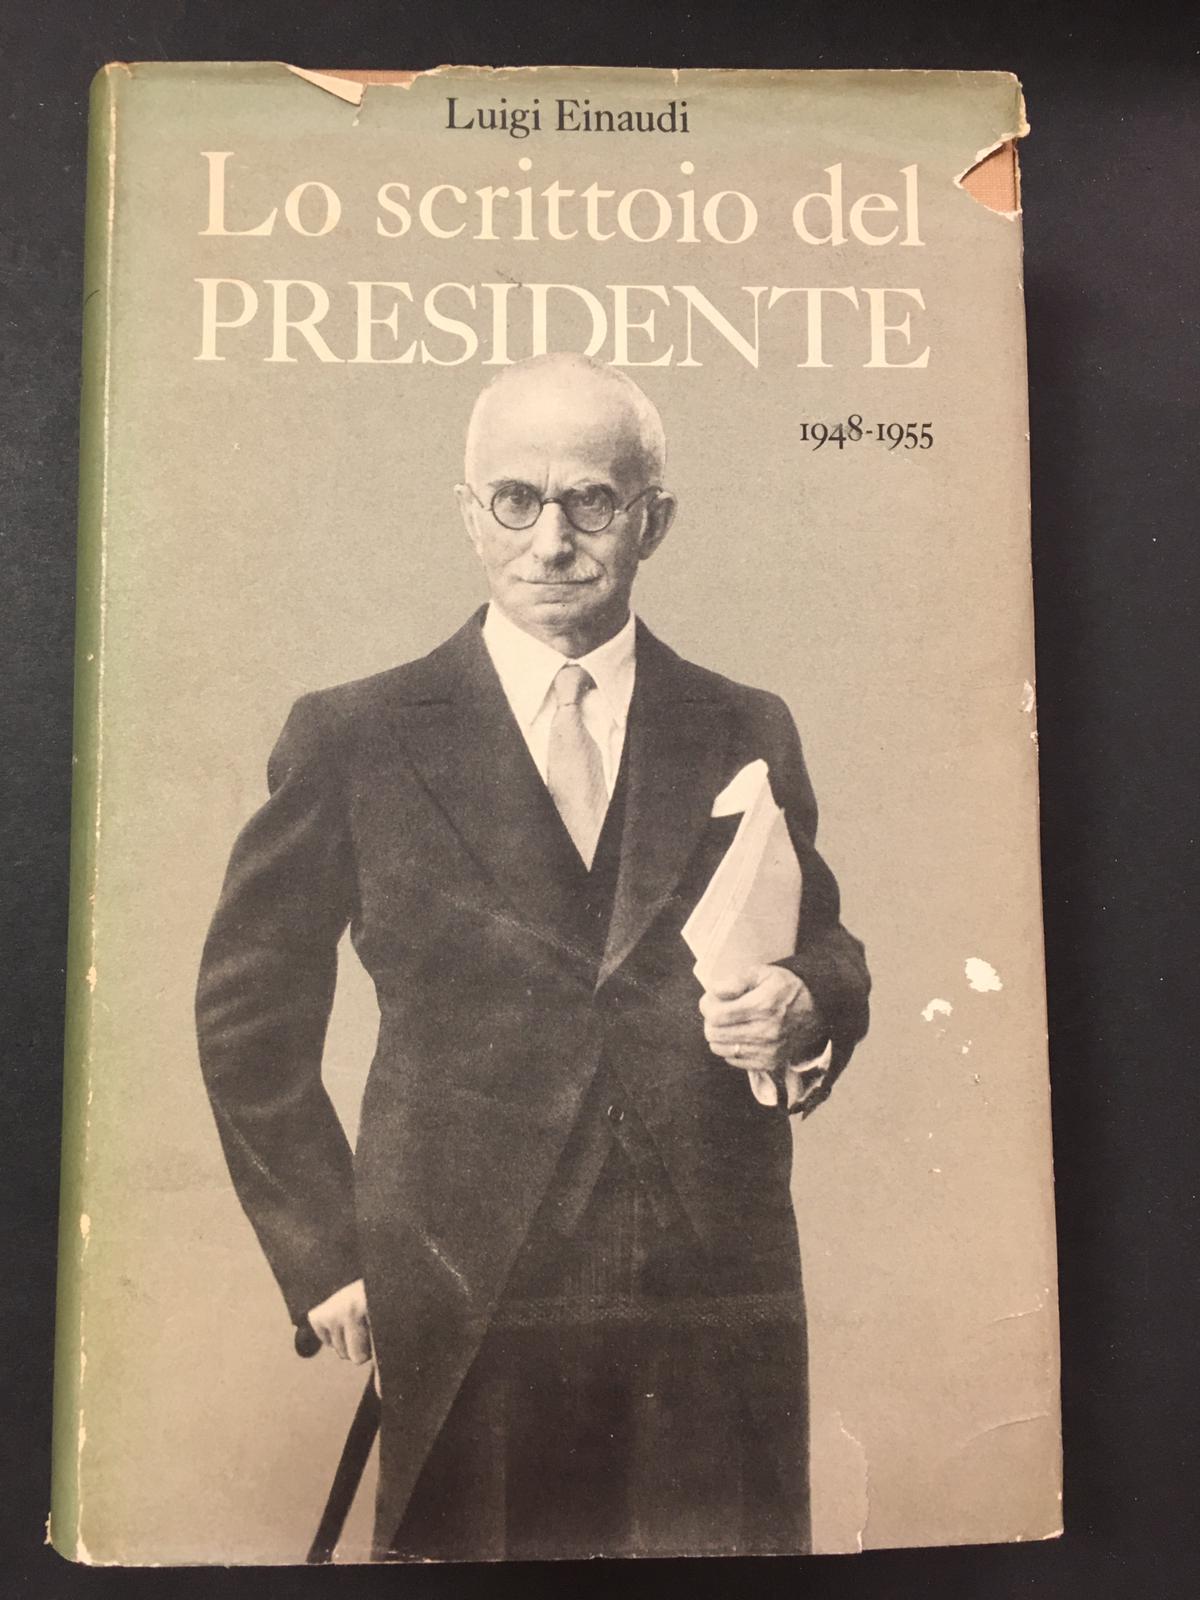 Luigi Einaudi
Lo scrittoio del
PRESIDENTE
1948-1955